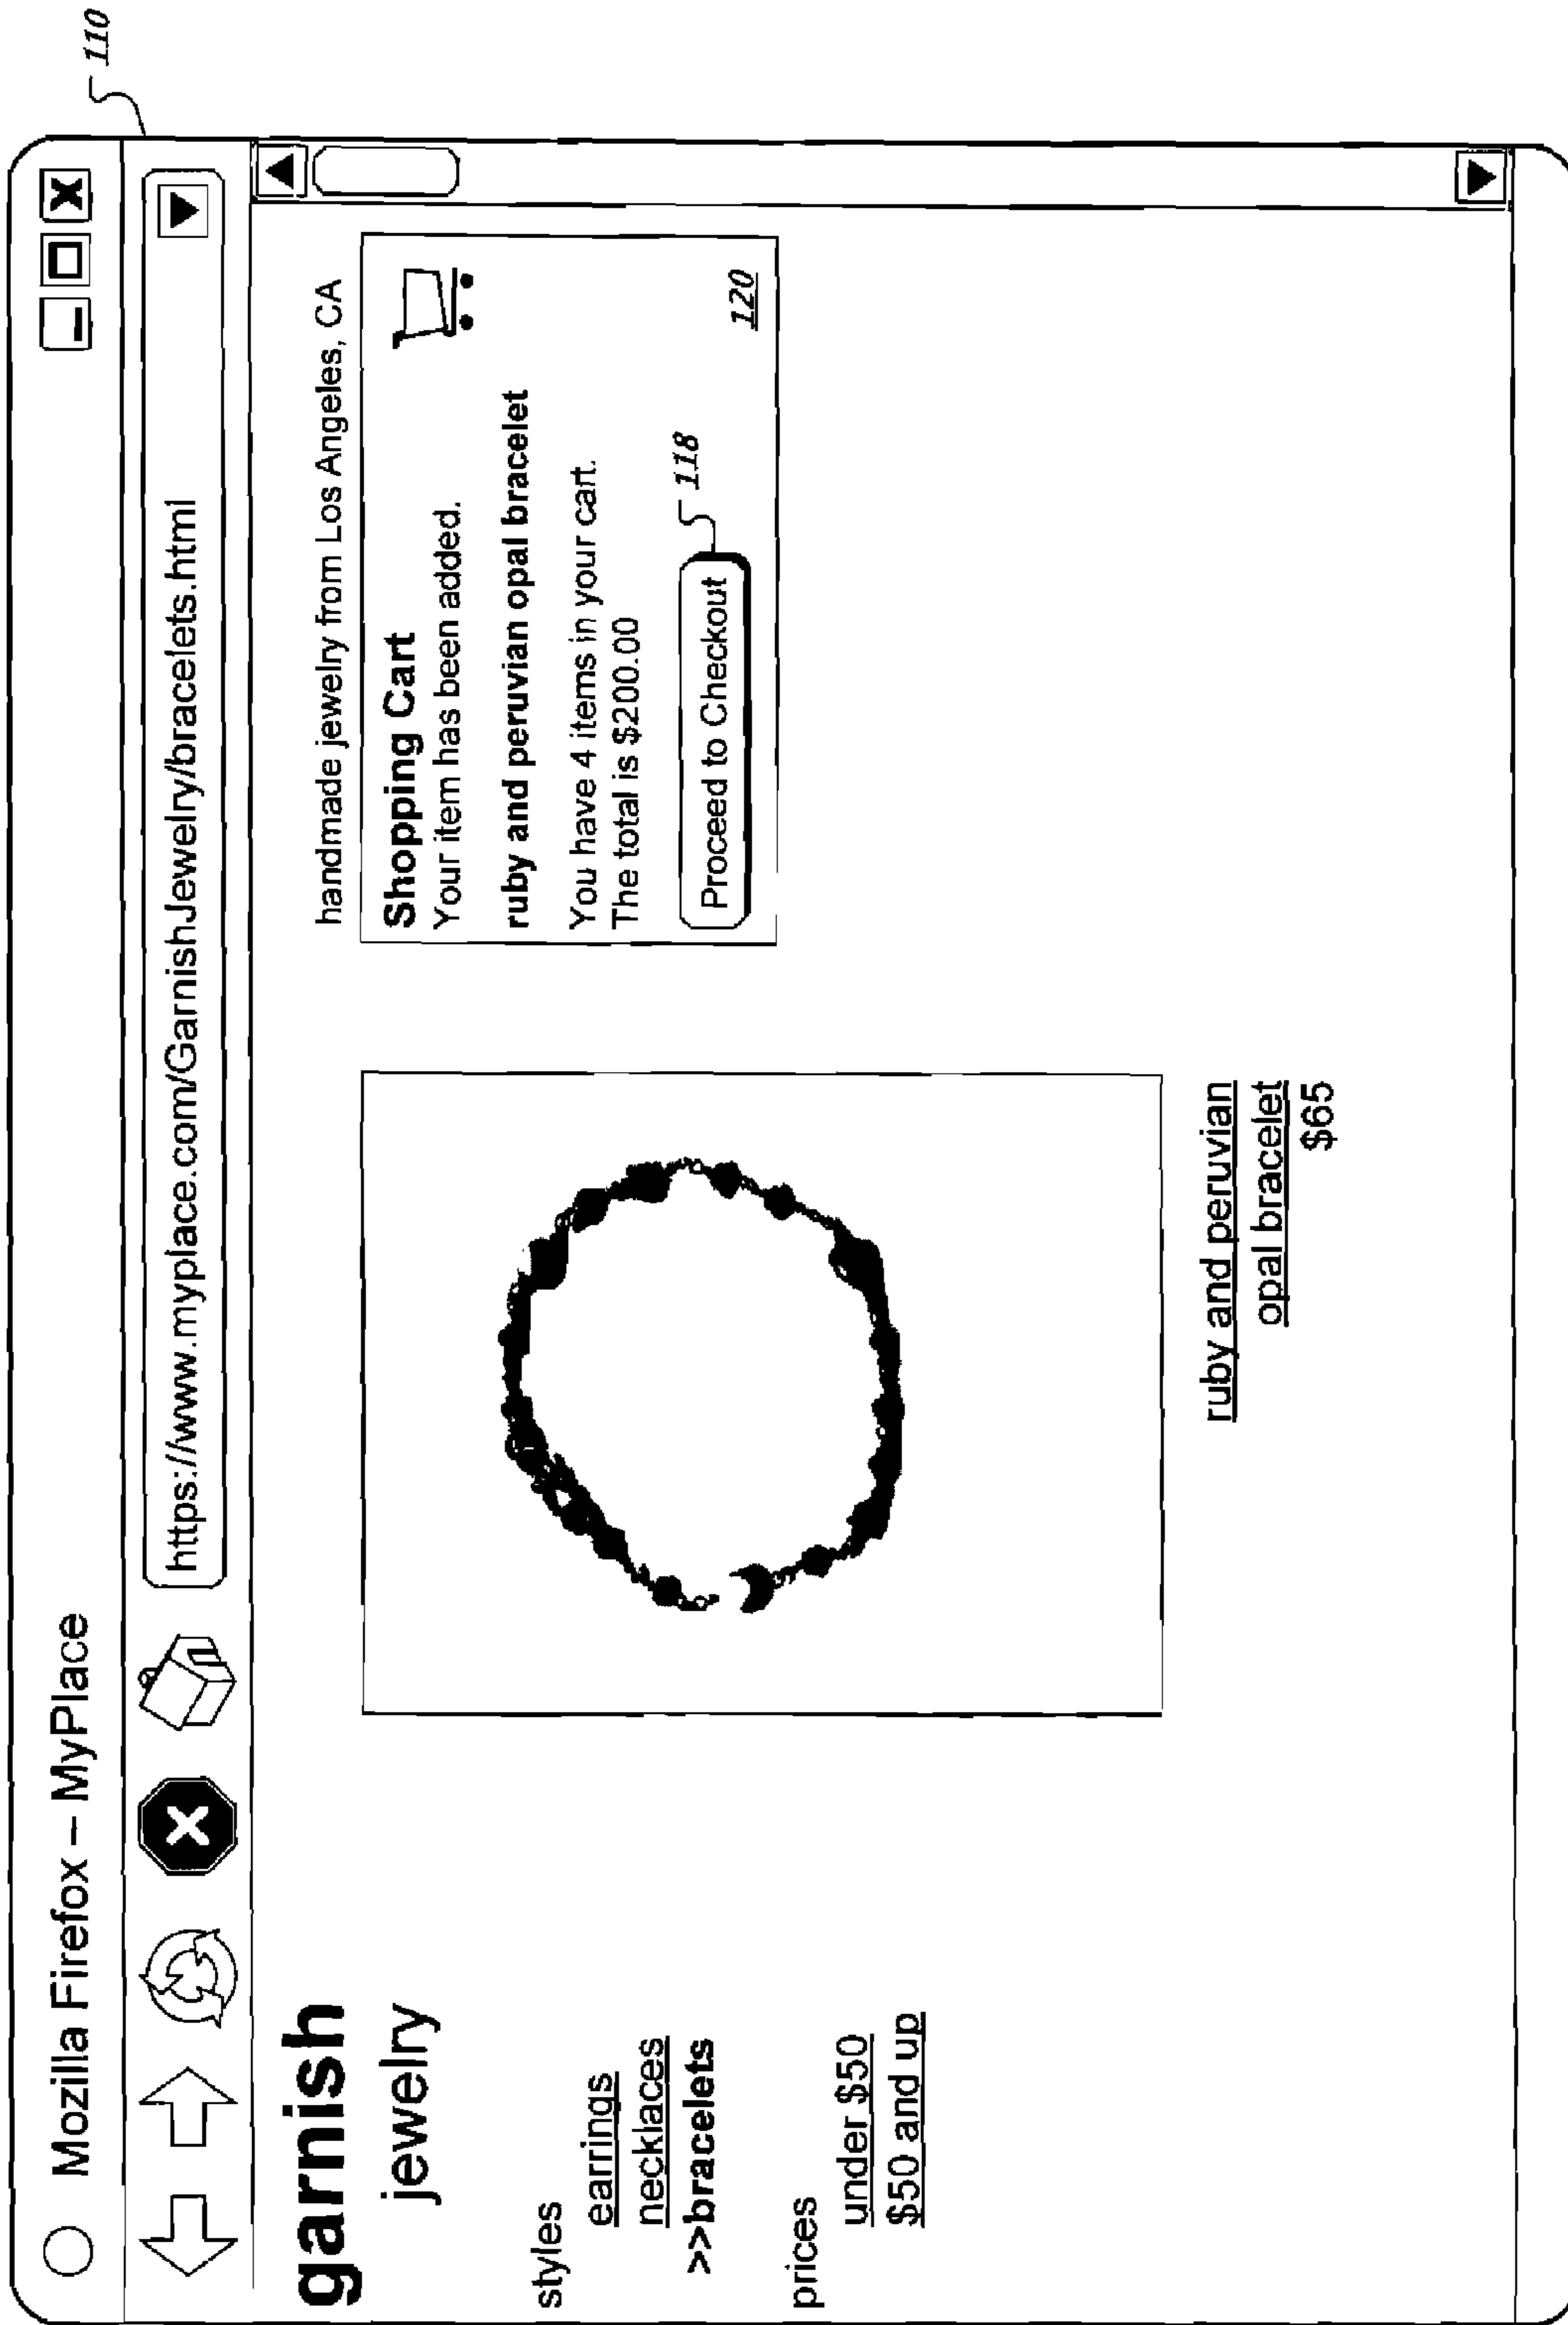 Mozilla Firefox – MyPlace
https://www.myplace.com/GarnishJewelry/bracelets.html
110
garnish
jewelry
styles
earrings
necklaces
>>bracelets
prices
under $50
$50 and up
ruby and peruvian
opal bracelet
$65
handmade jewelry from Los Angeles, CA
Shopping Cart
Your item has been added.
ruby and peruvian opal bracelet
You have 4 items in your cart.
The total is $200.00
Proceed to Checkout
118
120